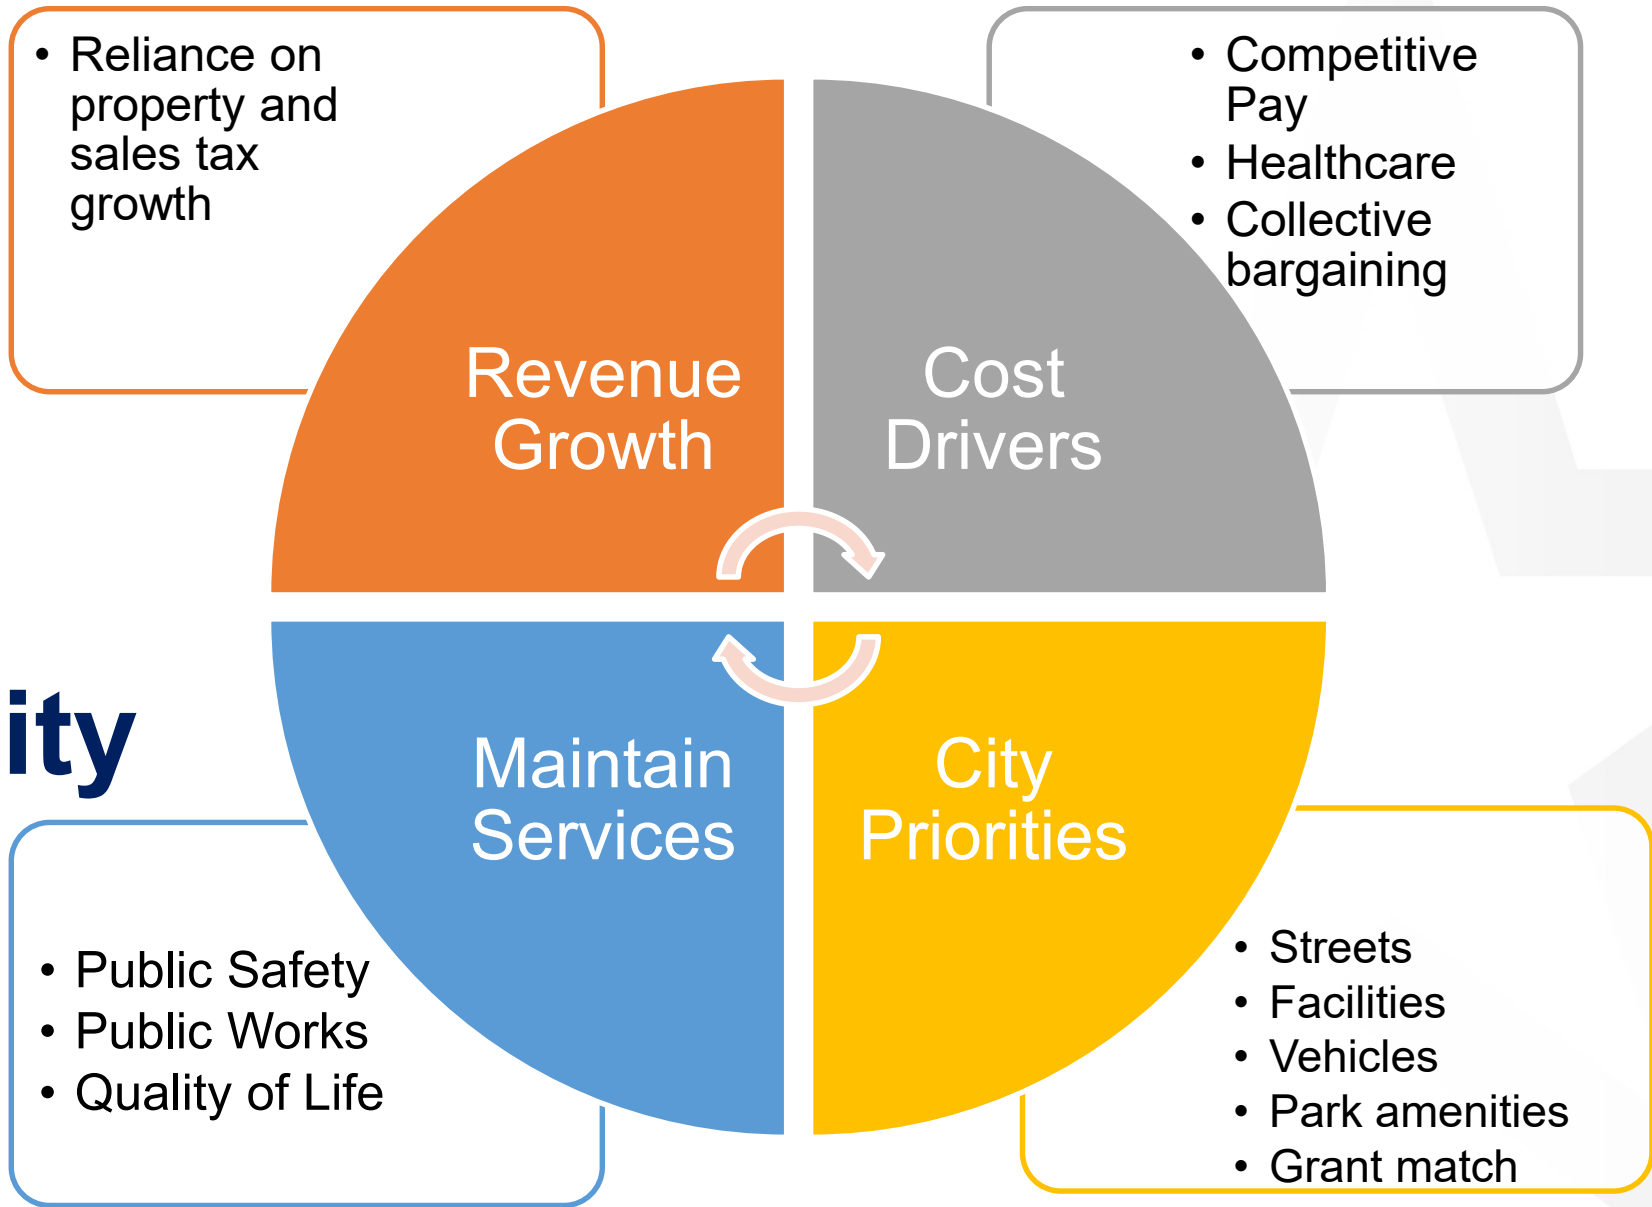 • Reliance on
property and
sales tax
growth
• Competitive
Pay
• Healthcare
• Collective
bargaining
Revenue
Growth
Cost
Drivers
ity
Maintain
Services
City
Priorities
• Public Safety
• Public Works
• Quality of Life
• Streets
• Facilities
• Vehicles
• Park amenities
• Grant match